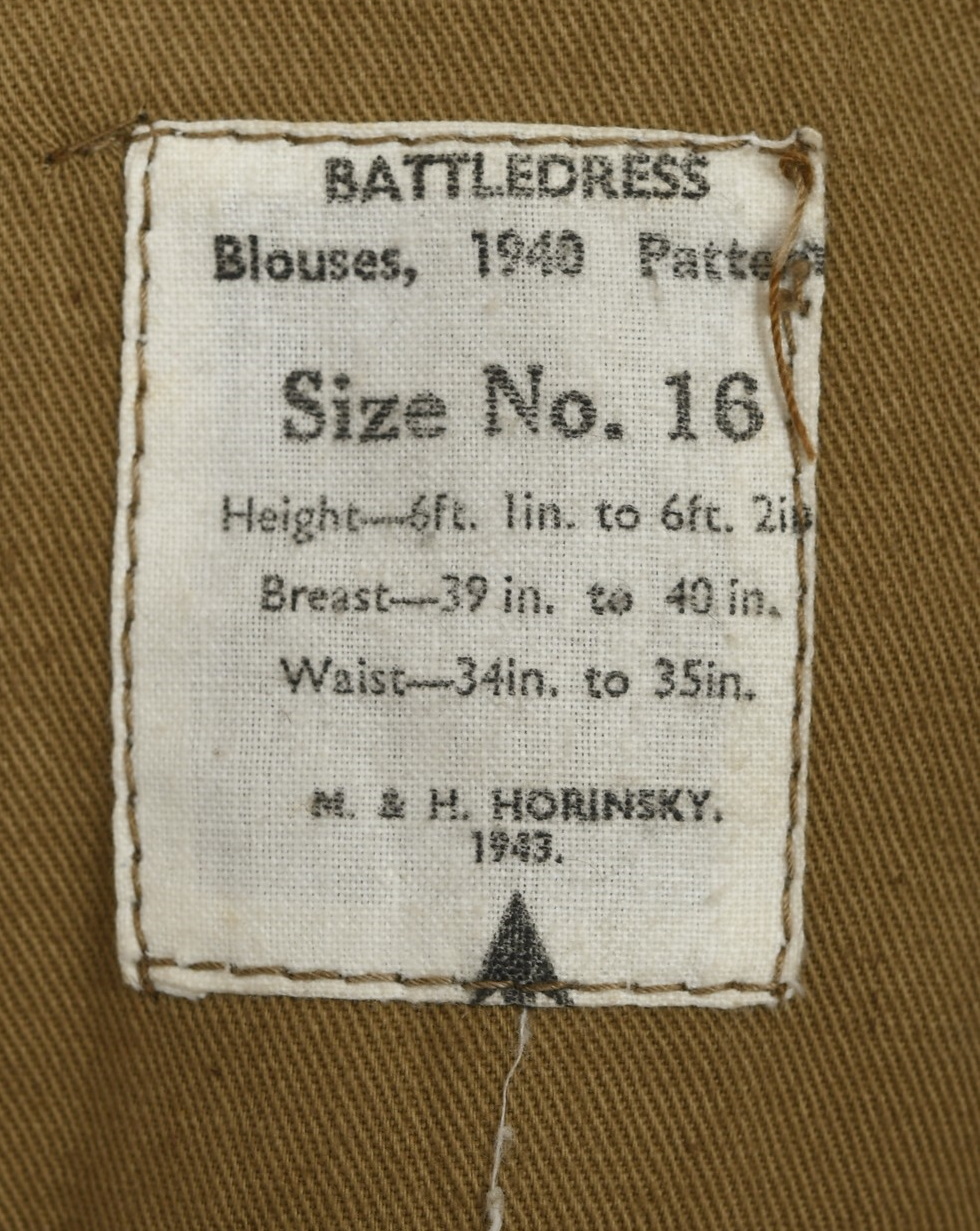 BATTLEDRESS
Blouses, 1940 Pattern
Size No. 16
Height—6ft. 1in. to 6ft. 2in
Breast—39 in. to 40 in.
Waist—34in. to 35in.
M. & H. HORINSKY.
1943.